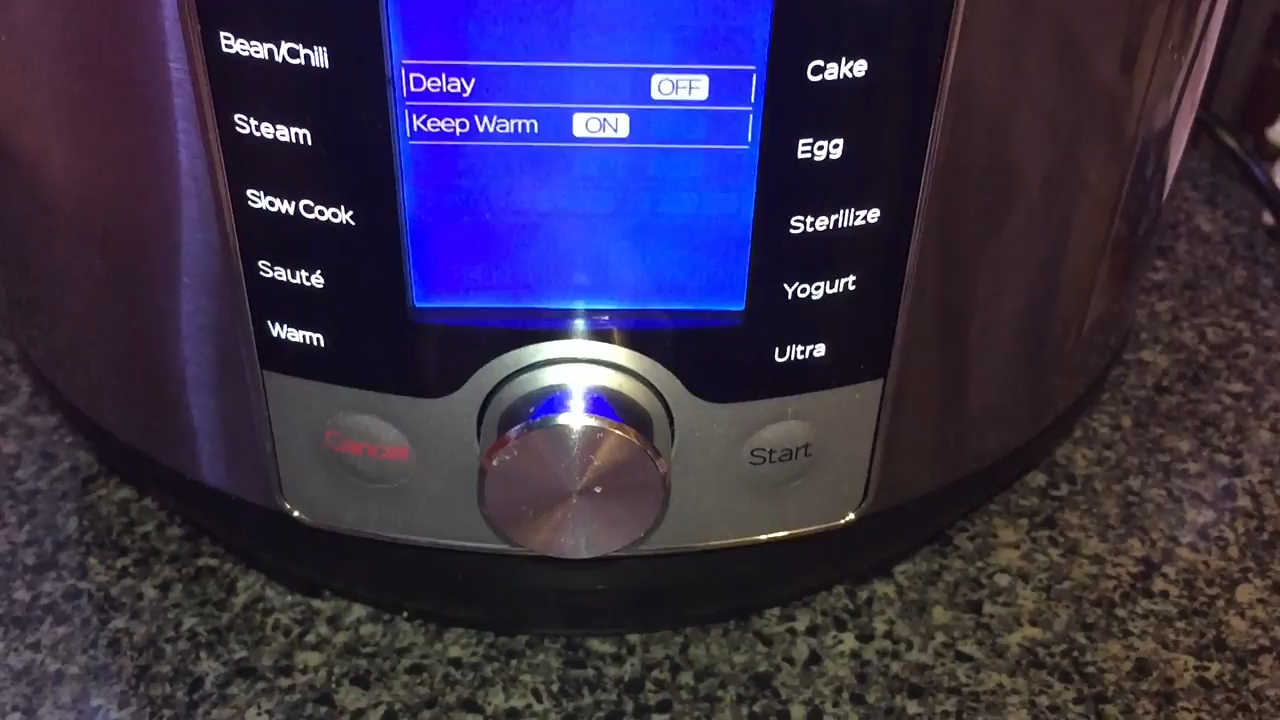 Bean/Chili
Steam
Slow Cook
Sauté
Warm
Delay OFF
Keep Warm ON
Cake
Egg
Sterilize
Yogurt
Ultra
Cancel
Start